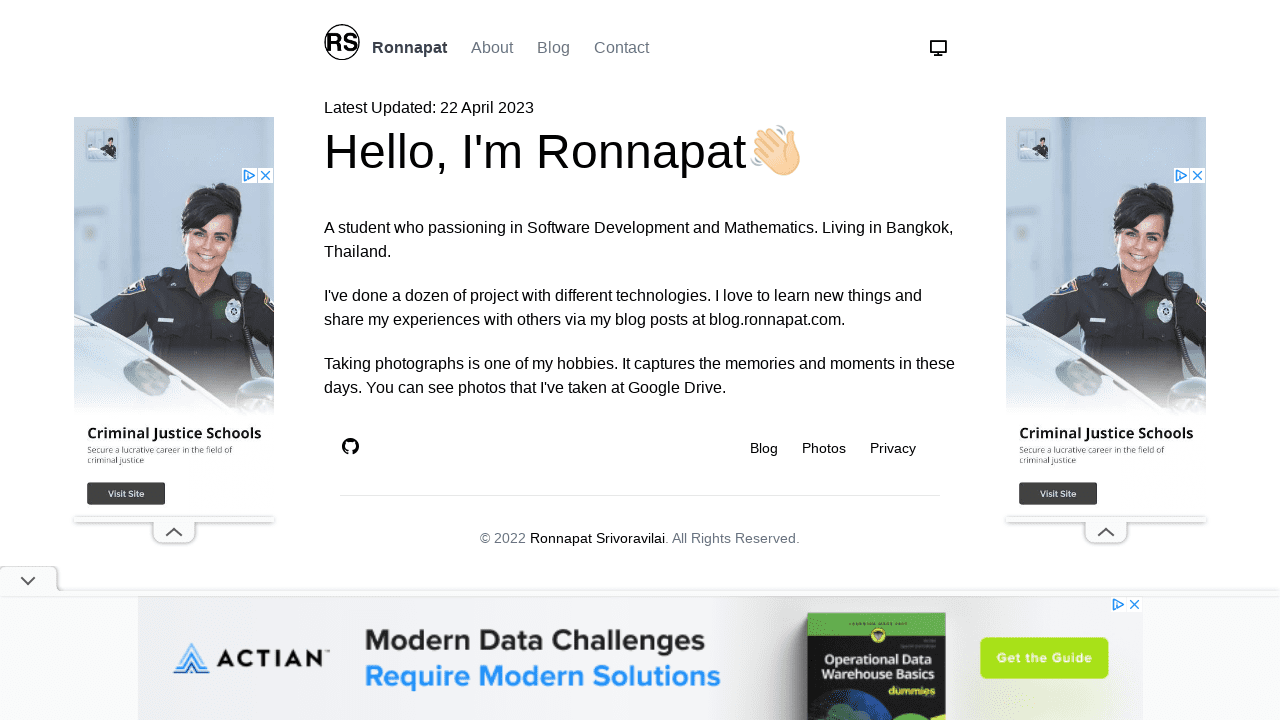 RS
Ronnapat About Blog Contact
Latest Updated: 22 April 2023
Hello, I'm Ronnapat
A student who passioning in Software Development and Mathematics. Living in Bangkok,
Thailand.
I've done a dozen of project with different technologies. I love to learn new things and
share my experiences with others via my blog posts at blog.ronnapat.com.
Taking photographs is one of my hobbies. It captures the memories and moments in these
days. You can see photos that I've taken at Google Drive.
Blog Photos Privacy
© 2022 Ronnapat Srivoravilai. All Rights Reserved.
Criminal Justice Schools
Secure a lucrative career in the field of
criminal justice
Visit Site
Criminal Justice Schools
Secure a lucrative career in the field of
criminal justice
Visit Site
ACTIAN
Modern Data Challenges
Require Modern Solutions
Operational Data
Warehouse Basics
dummies
Get the Guide